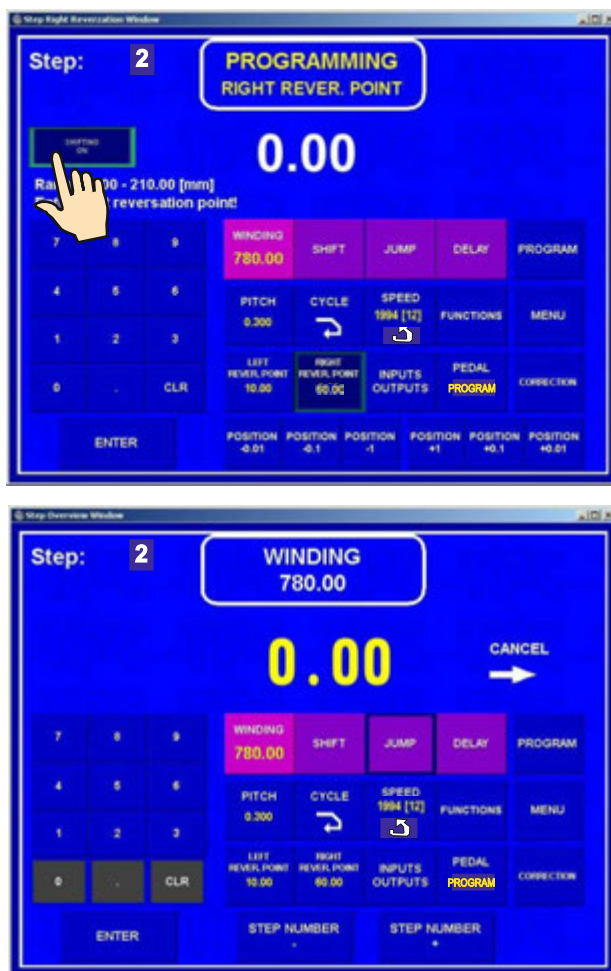 Step Right Reverzation Window
Step: 2
PROGRAMMING
RIGHT REVER. POINT
SHIFTING
ON
0.00
00 - 210.00 [mm]
reversation point!
7 8 9
WINDING
780.00
SHIFT
JUMP
DELAY
PROGRAM
4 5 6
PITCH
0.300
CYCLE
SPEED
1994 [12]
FUNCTIONS
MENU
1 2 3
LEFT
REVER. POINT
10.00
RIGHT
REVER. POINT
60.00
INPUTS
OUTPUTS
PEDAL
PROGRAM
CORRECTION
0 . CLR
ENTER
POSITION
-0.01
POSITION
-0.1
POSITION
-1
POSITION
+1
POSITION
+0.1
POSITION
+0.01
Step Overview Window
Step: 2
WINDING
780.00
0.00
CANCEL
7 8 9
WINDING
780.00
SHIFT
JUMP
DELAY
PROGRAM
4 5 6
PITCH
0.300
CYCLE
SPEED
1994 [12]
FUNCTIONS
MENU
1 2 3
LEFT
REVER. POINT
10.00
RIGHT
REVER. POINT
60.00
INPUTS
OUTPUTS
PEDAL
PROGRAM
CORRECTION
0 . CLR
ENTER
STEP NUMBER
-
STEP NUMBER
+